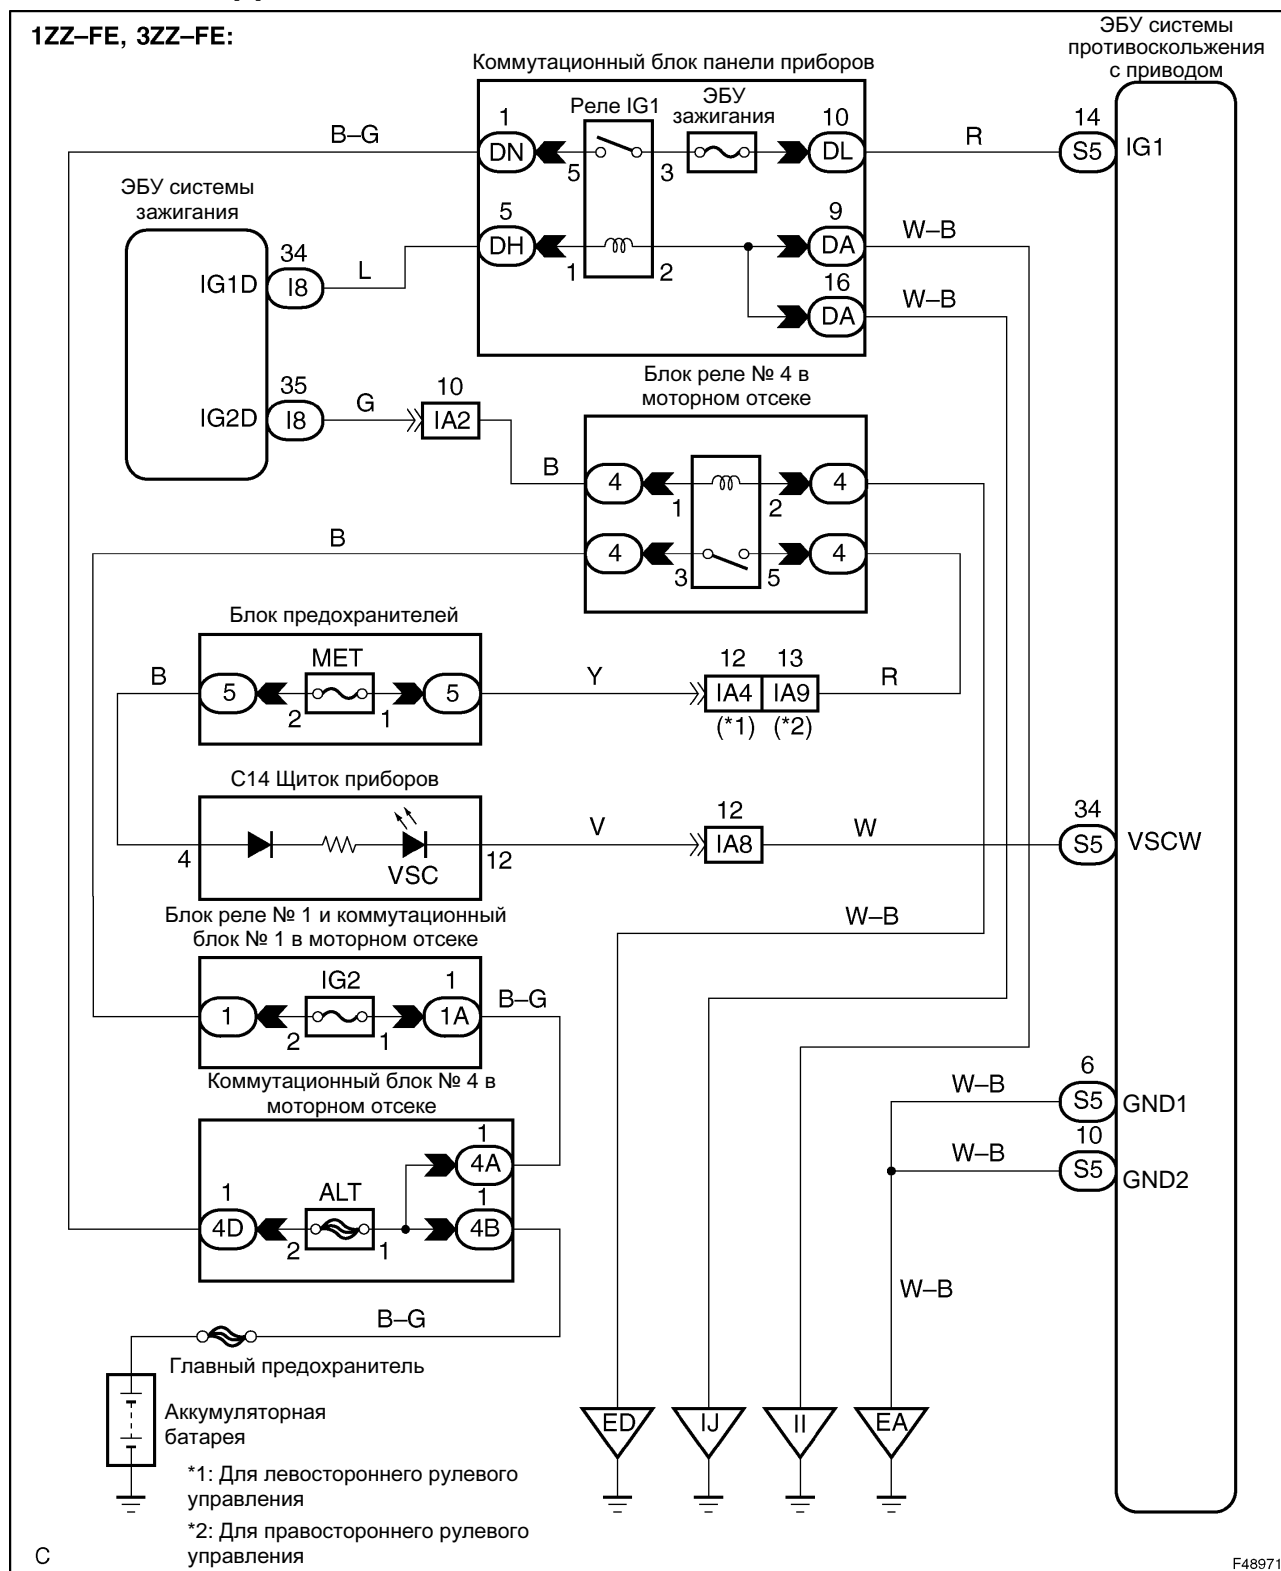 1ZZ–FE, 3ZZ–FE:
ЭБУ системы
противоскольжения
с приводом
Коммутационный блок панели приборов
Реле IG1
ЭБУ
зажигания
B–G
1
DN
5
3
10
DL
R
14
S5
IG1
ЭБУ системы
зажигания
5
DH
1
2
9
DA
W–B
34
IG1D
I8
L
16
DA
W–B
Блок реле № 4 в
моторном отсеке
35
IG2D
I8
G
10
IA2
B
4
1
2
4
B
4
3
5
4
Блок предохранителей
MET
B
5
2
1
5
Y
12
13
IA4
IA9
R
(*1)
(*2)
C14 Щиток приборов
4
VSC
12
V
12
IA8
W
34
S5
VSCW
Блок реле № 1 и коммутационный
блок № 1 в моторном отсеке
W–B
IG2
1
1
2
1
1A
B–G
Коммутационный блок № 4 в
моторном отсеке
6
W–B
S5
GND1
10
W–B
S5
GND2
1
4A
1
4D
ALT
2
1
1
4B
W–B
B–G
Главный предохранитель
Аккумуляторная
батарея
ED
IJ
II
EA
*1: Для левостороннего рулевого
управления
*2: Для правостороннего рулевого
управления
C
F48971